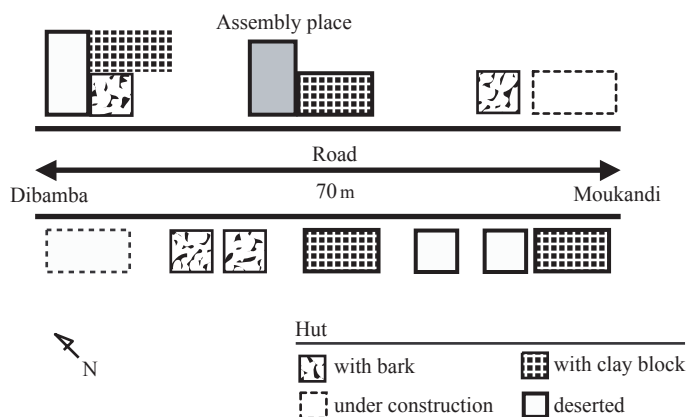 Assembly place
Road
Dibamba
70 m
Moukandi
N
Hut
with bark
with clay block
under construction
deserted